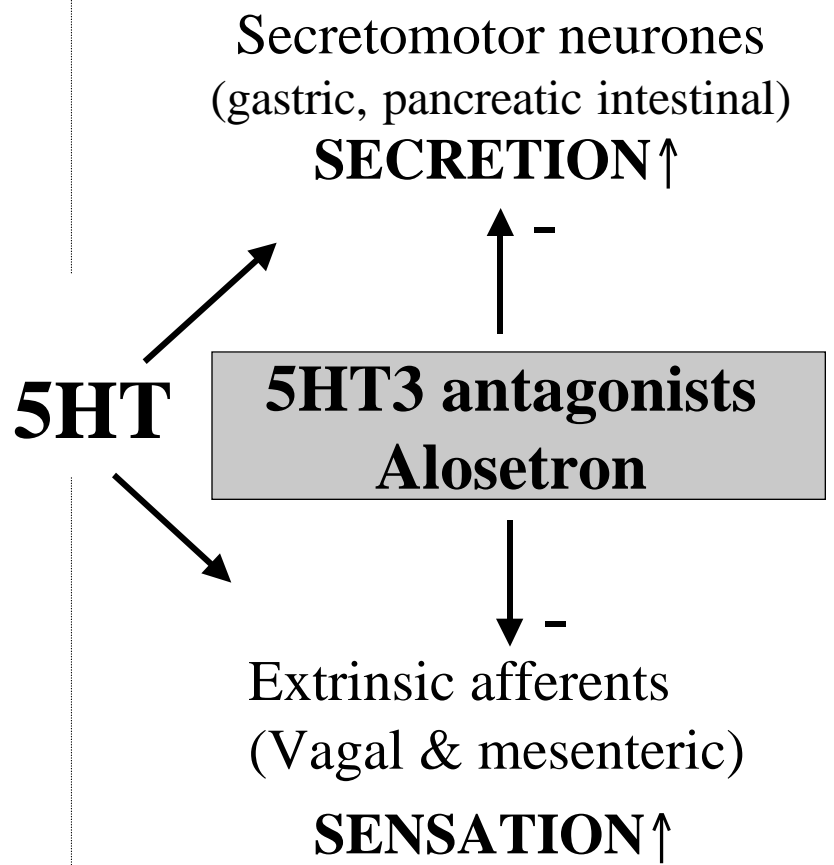 Secretomotor neurones
(gastric, pancreatic intestinal)
SECRETION↑
-
5HT
5HT3 antagonists
Alosetron
-
Extrinsic afferents
(Vagal & mesenteric)
SENSATION↑